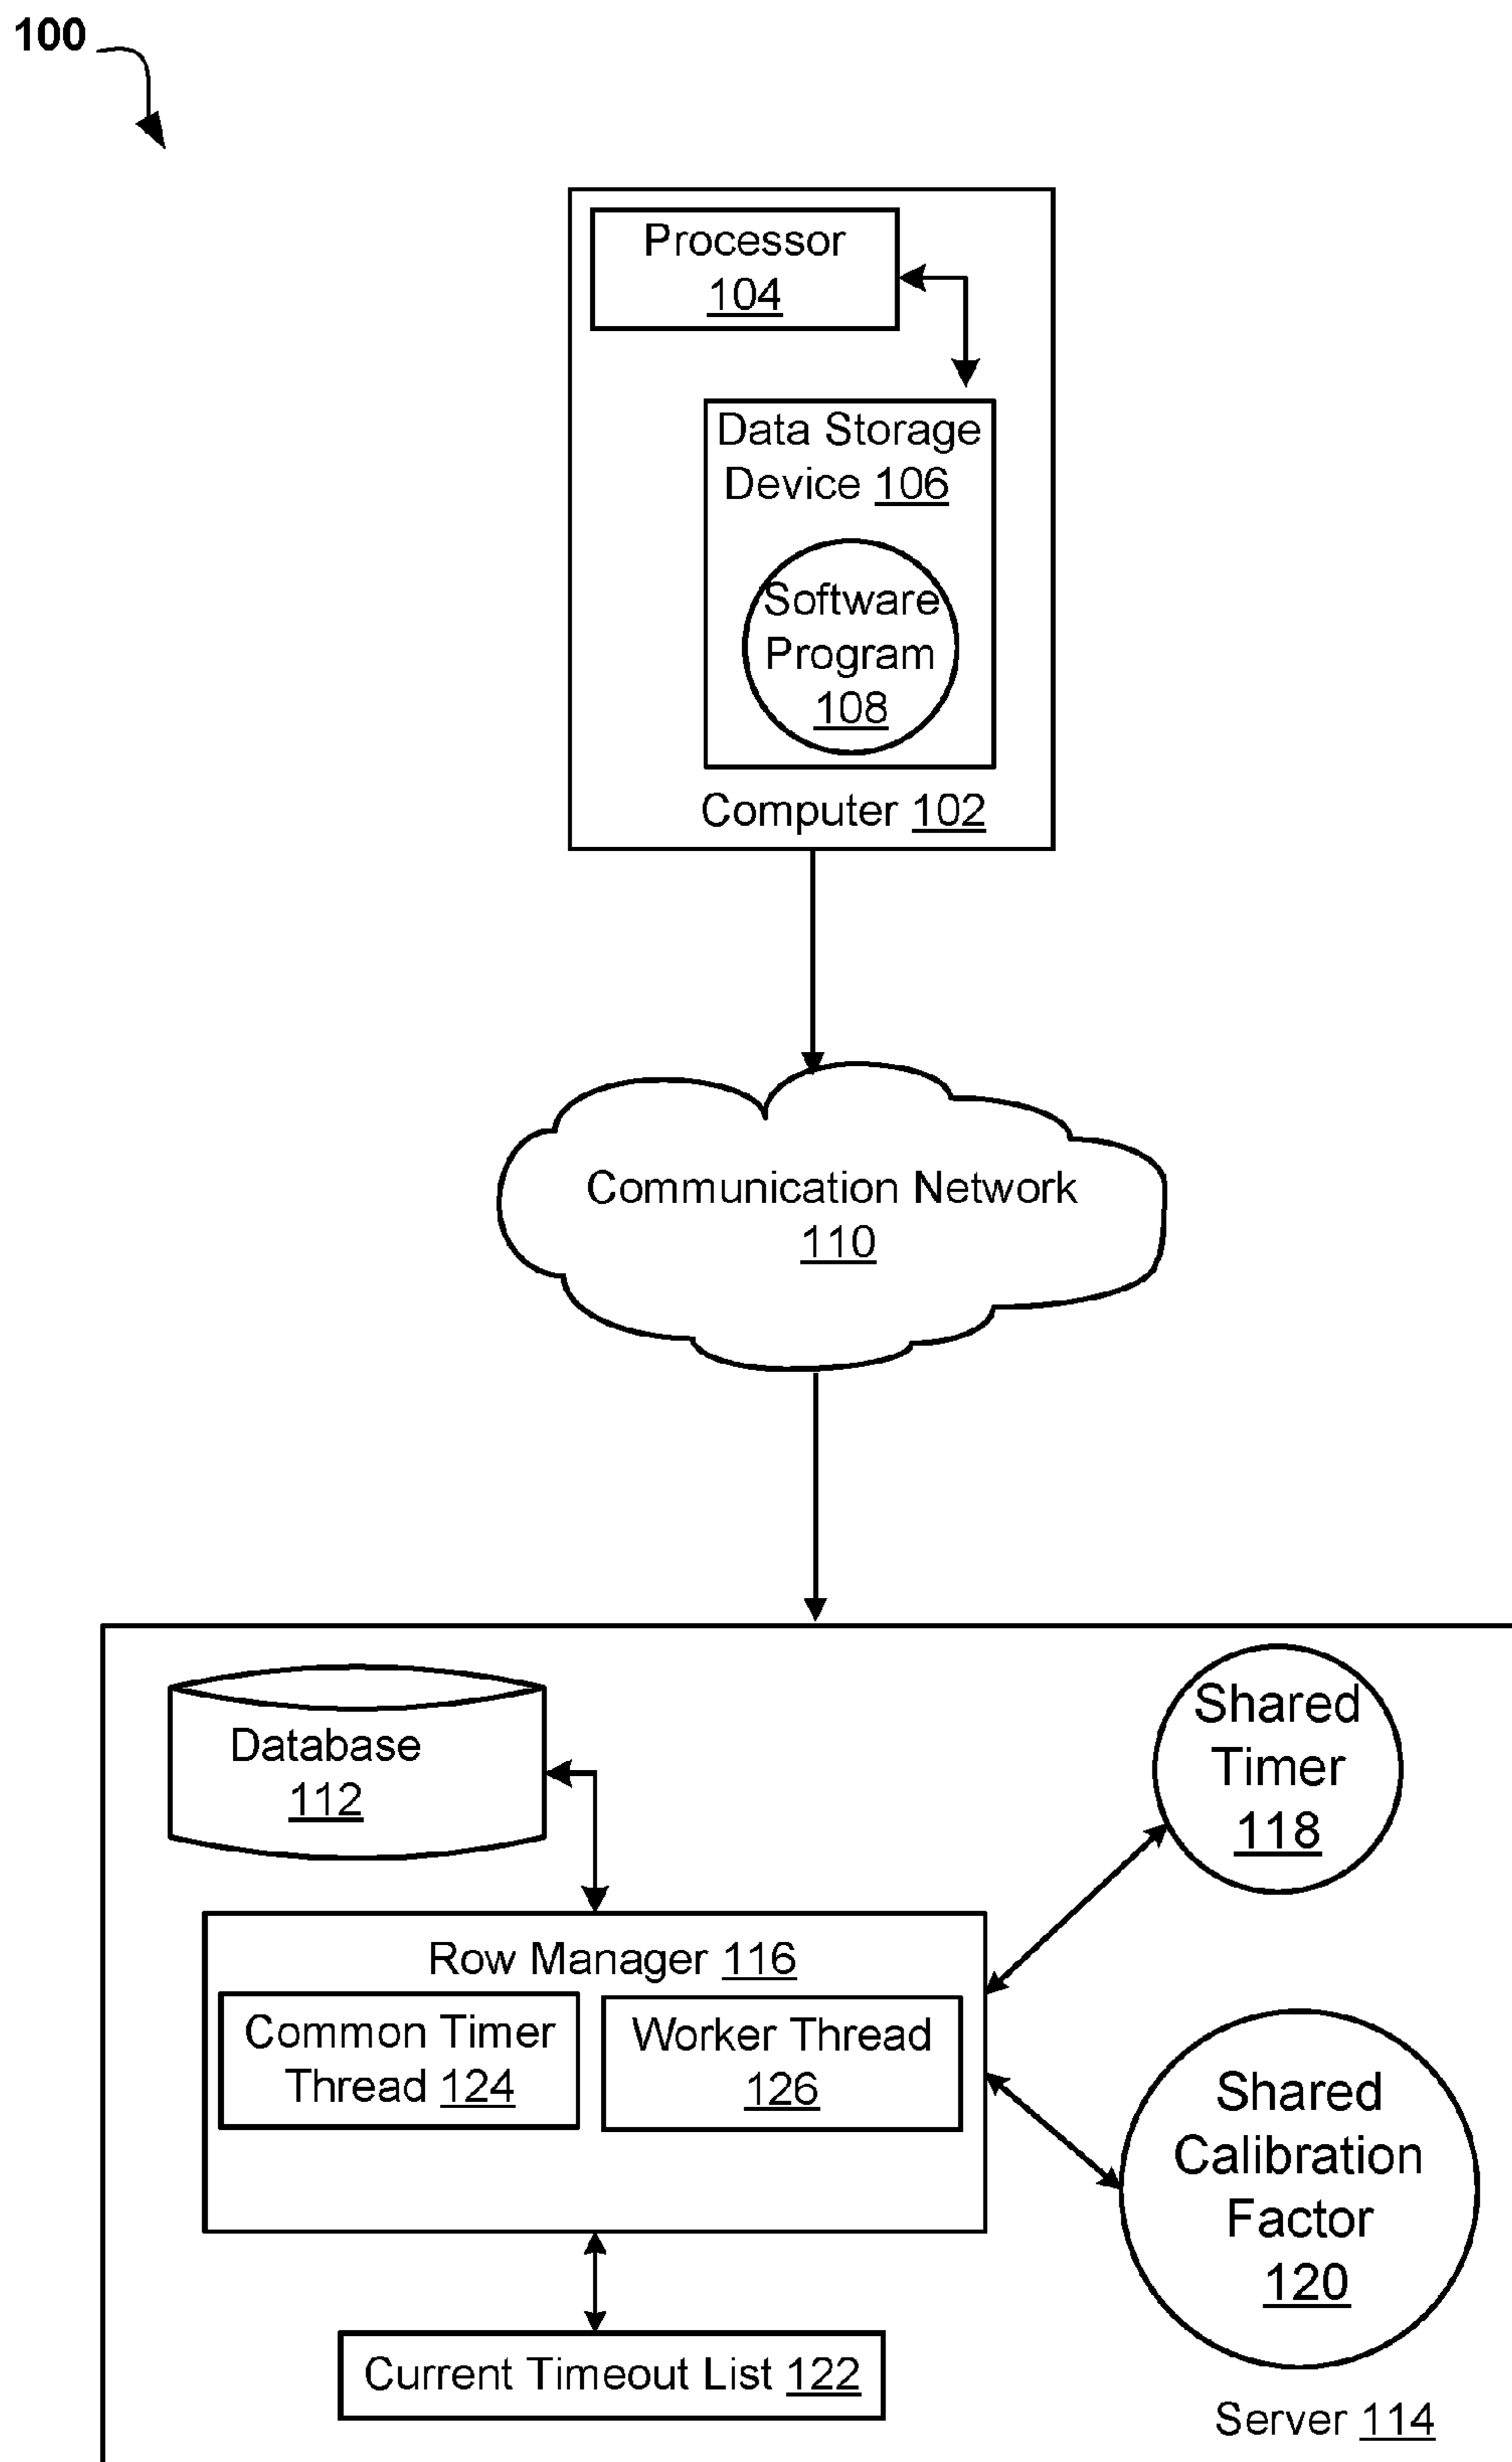 100
Processor
104
Data Storage
Device 106
Software
Program
108
Computer 102
Communication Network
110
Database
112
Shared
Timer
118
Row Manager 116
Common Timer
Thread 124
Worker Thread
126
Shared
Calibration
Factor
120
Current Timeout List 122
Server 114